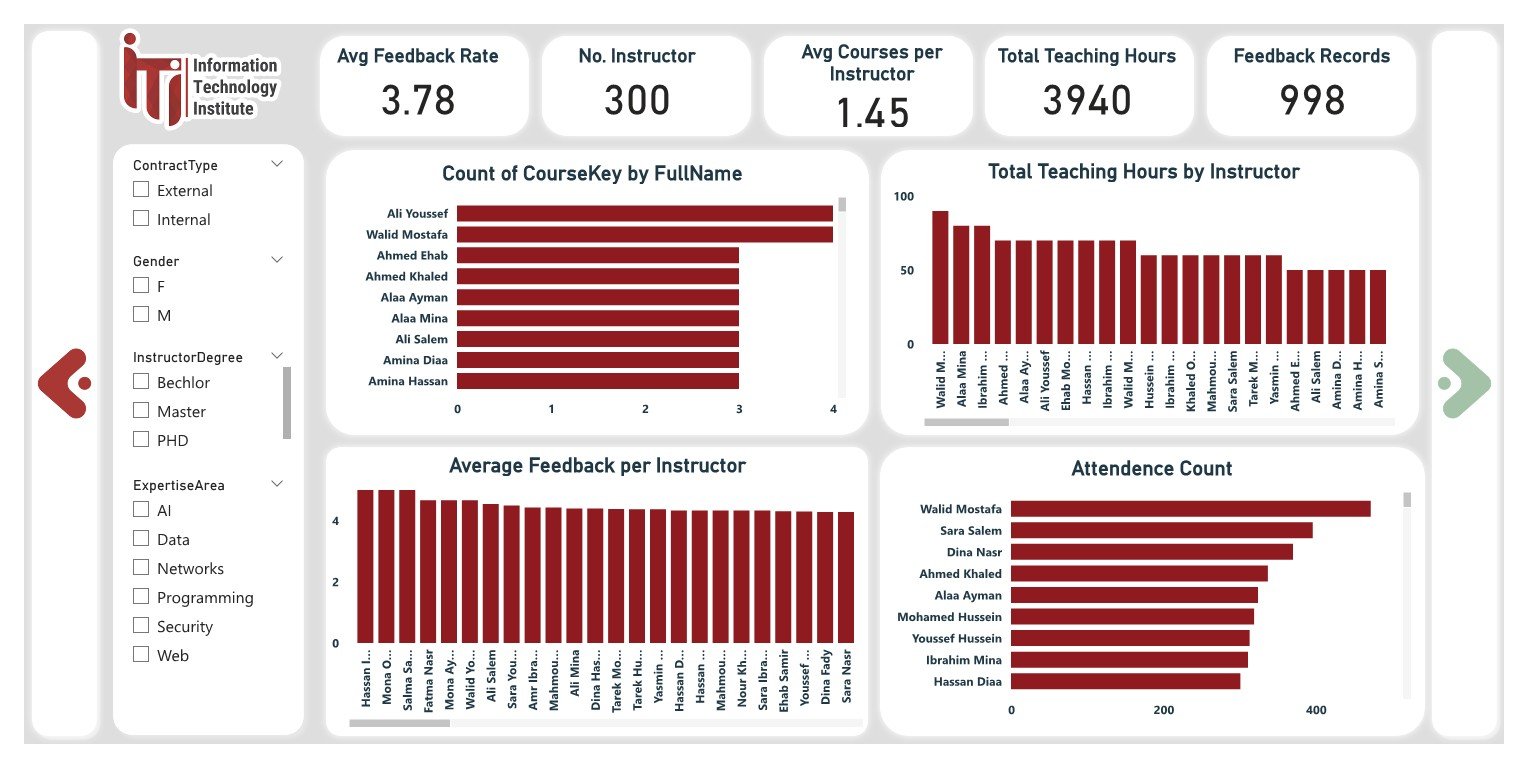 iTi
Information
Technology
Institute
Avg Feedback Rate
3.78
No. Instructor
300
Avg Courses per
Instructor
1.45
Total Teaching Hours
3940
Feedback Records
998
ContractType
External
Internal
Gender
F
M
InstructorDegree
Bechlor
Master
PHD
ExpertiseArea
AI
Data
Networks
Programming
Security
Web
Count of CourseKey by FullName
Ali Youssef
Walid Mostafa
Ahmed Ehab
Ahmed Khaled
Alaa Ayman
Alaa Mina
Ali Salem
Amina Diaa
Amina Hassan
0 1 2 3 4
Total Teaching Hours by Instructor
100
50
0
Walid M...
Alaa Mina
Ibrahim ...
Ahmed ...
Alaa Ay...
Ali Youssef
Ehab Mo...
Hassan ...
Ibrahim ...
Walid M...
Hussein ...
Ibrahim ...
Khaled O...
Mahmou...
Sara Salem
Tarek M...
Yasmin ...
Ahmed E...
Ali Salem
Amina D...
Amina H...
Amina S...
Average Feedback per Instructor
4
2
0
Hassan I...
Mona O...
Salma Sa...
Fatma Nasr
Mona Ay...
Walid Yo...
Ali Salem
Sara You...
Amr Ibra...
Mahmou...
Ali Mina
Dina Has...
Tarek Mo...
Tarek Hu...
Yasmin ...
Hassan D...
Hassan ...
Mahmou...
Nour Kh...
Sara Ibra...
Ehab Samir
Youssef ...
Dina Fady
Sara Nasr
Attendence Count
Walid Mostafa
Sara Salem
Dina Nasr
Ahmed Khaled
Alaa Ayman
Mohamed Hussein
Youssef Hussein
Ibrahim Mina
Hassan Diaa
0 200 400